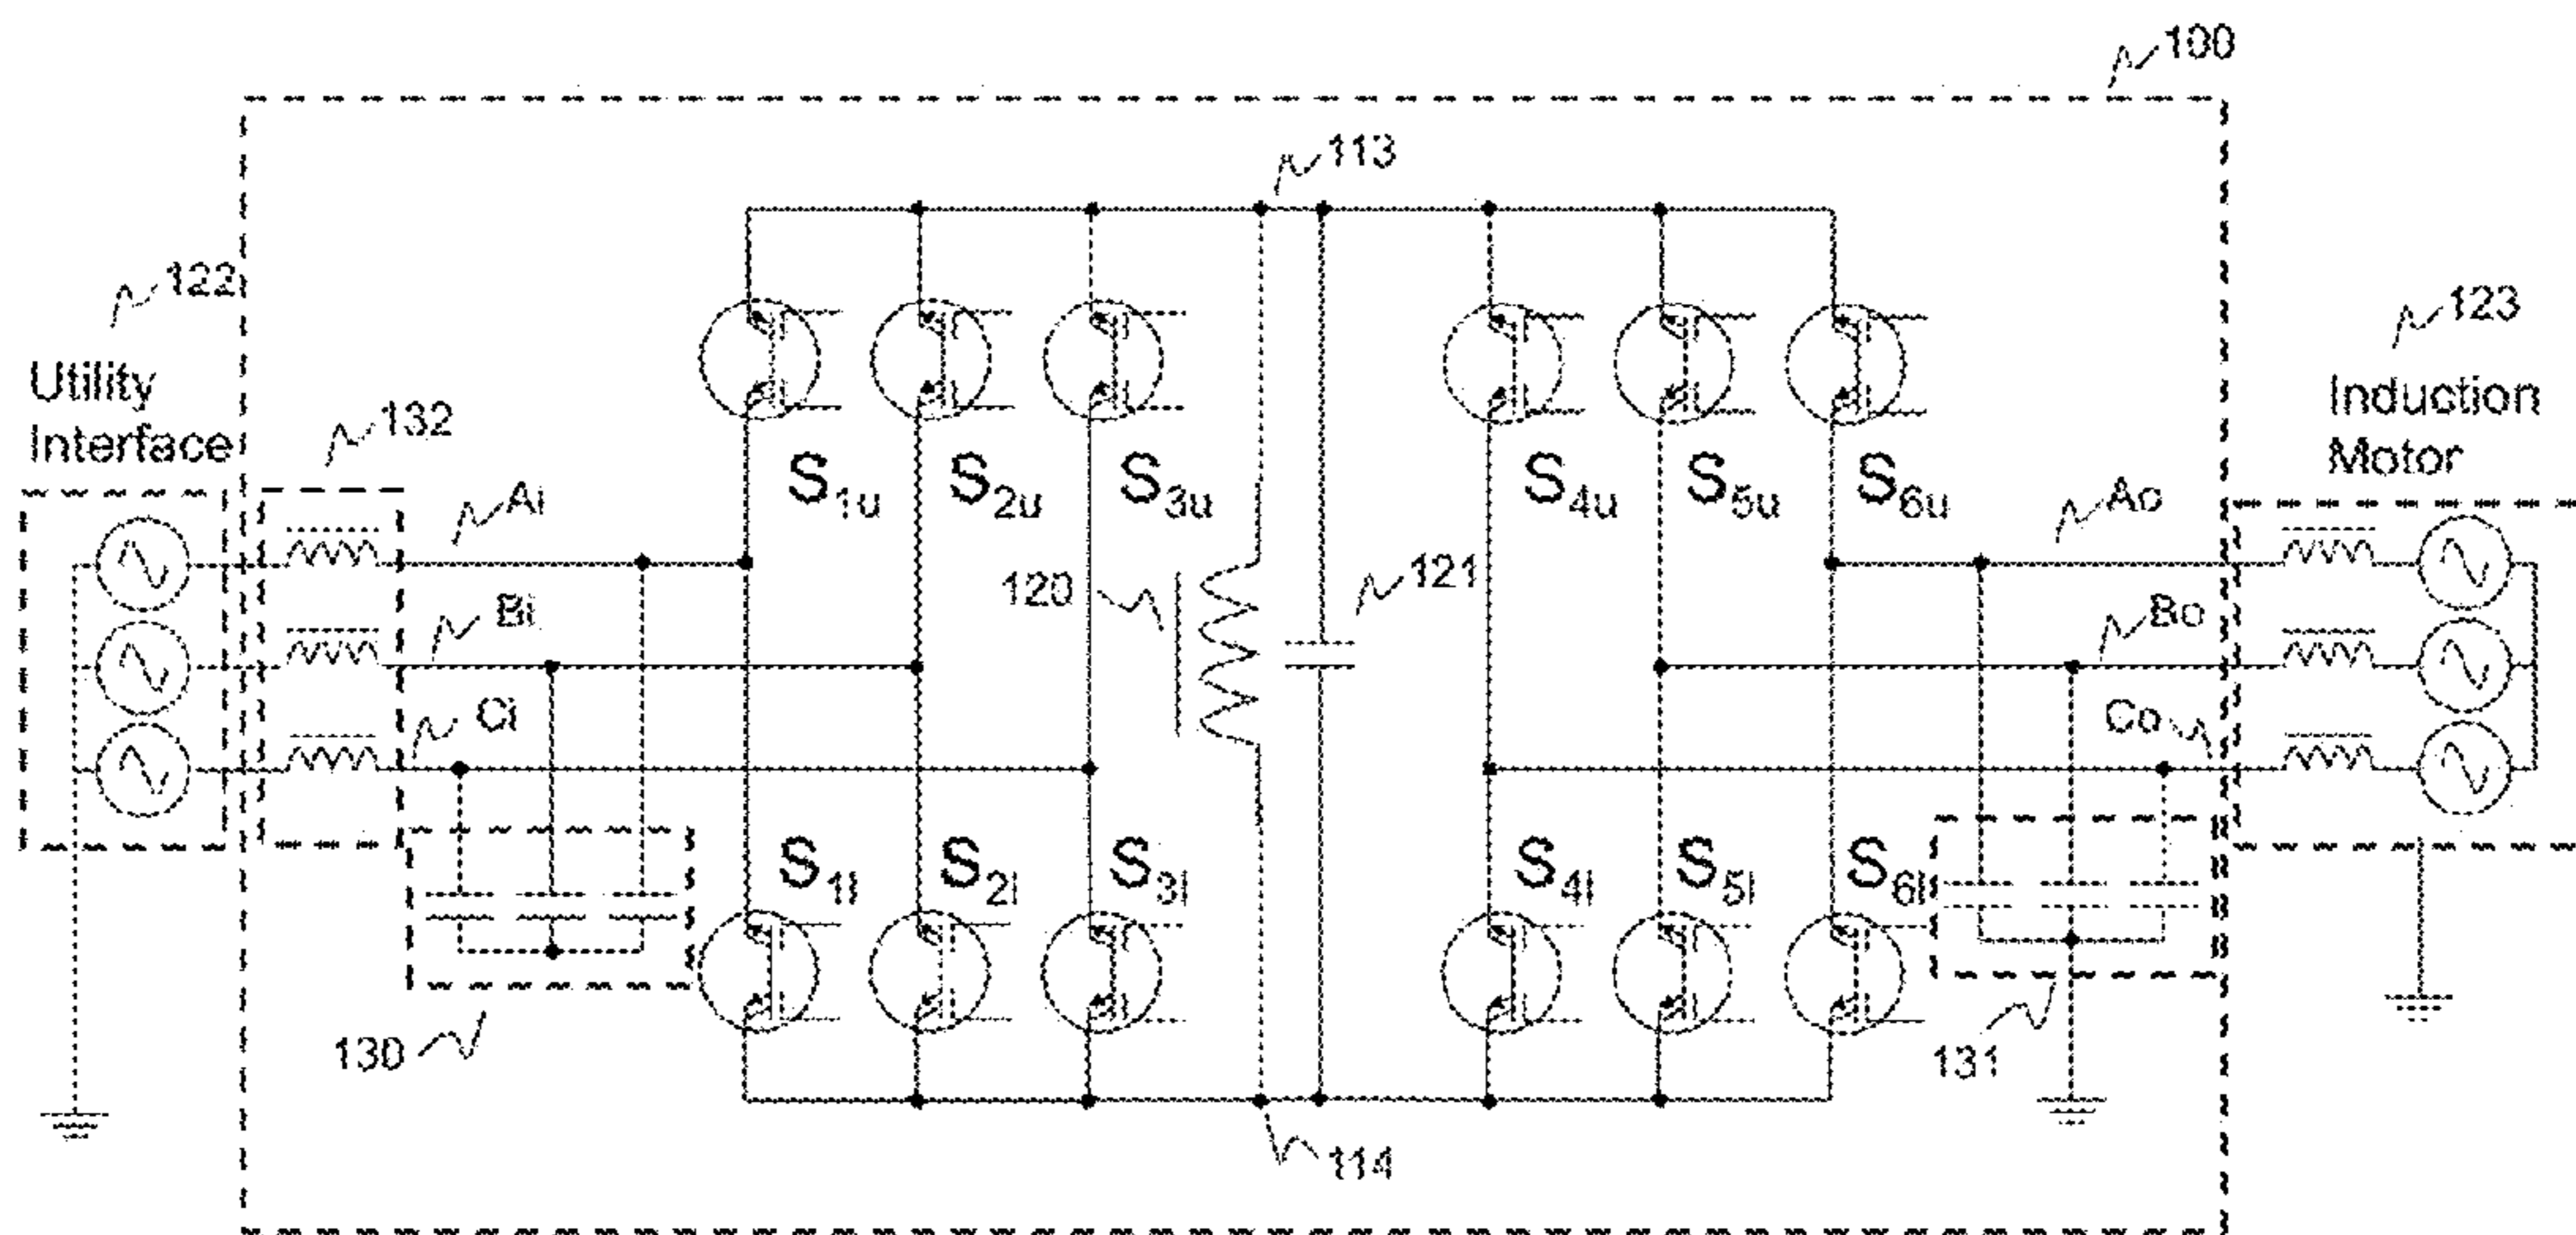 100
113
122
123
Utility
Interface
132
Induction
Motor
Ai
S1u
S2u
S3u
S4u
S5u
S6u
Ao
120
121
Bi
Bo
Ci
Co
S1l
S2l
S3l
S4l
S5l
S6l
130
131
114